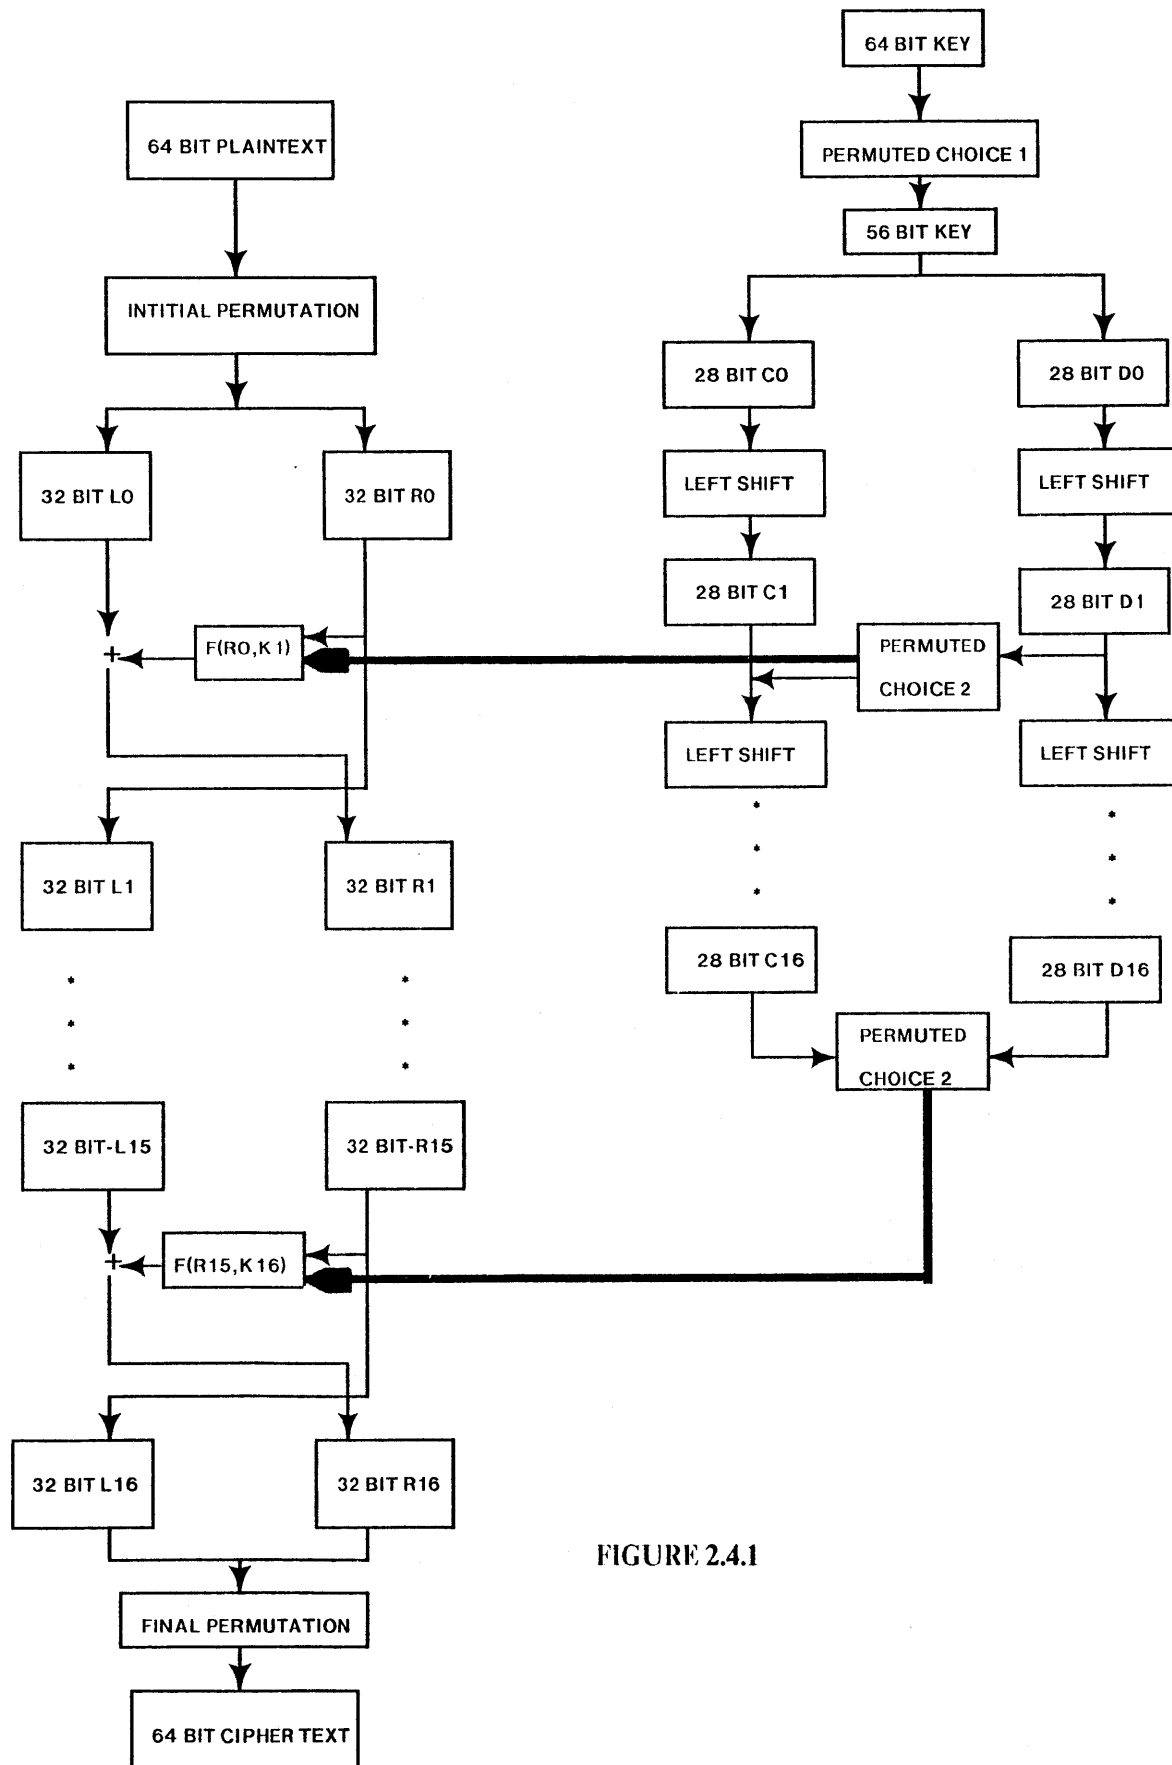 64 BIT KEY
64 BIT PLAINTEXT
PERMUTED CHOICE 1
56 BIT KEY
INTITIAL PERMUTATION
28 BIT C0
28 BIT D0
LEFT SHIFT
LEFT SHIFT
32 BIT L0
32 BIT R0
28 BIT C1
28 BIT D1
+
F(R0,K1)
PERMUTED
CHOICE 2
LEFT SHIFT
LEFT SHIFT
*
*
*
*
*
*
32 BIT L1
32 BIT R1
28 BIT C16
28 BIT D16
*
*
*
*
*
*
PERMUTED
CHOICE 2
32 BIT-L15
32 BIT-R15
+
F(R15,K16)
32 BIT L16
32 BIT R16
FIGURE 2.4.1
FINAL PERMUTATION
64 BIT CIPHER TEXT